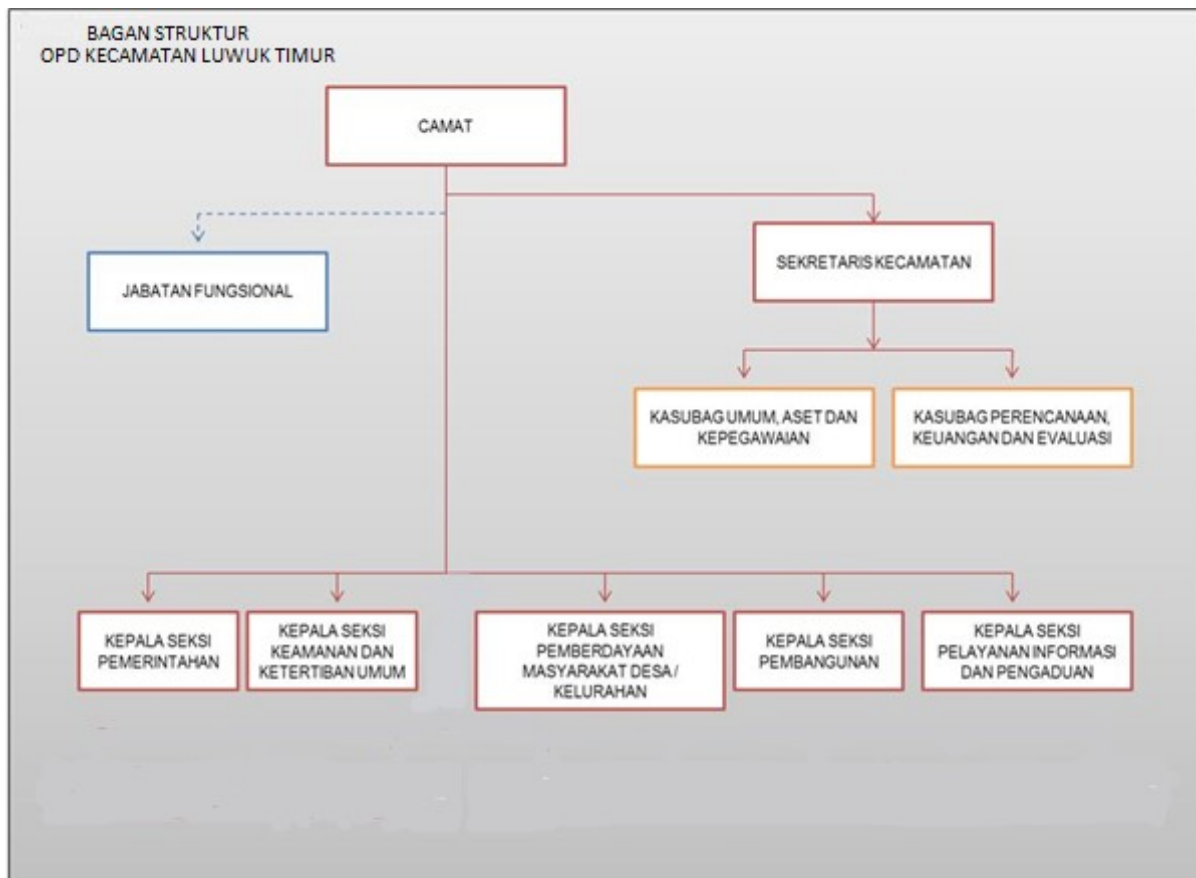 BAGAN STRUKTUR
OPD KECAMATAN LUWUK TIMUR
CAMAT
JABATAN FUNGSIONAL
SEKRETARIS KECAMATAN
KASUBAG UMUM, ASET DAN
KEPEGAWAIAN
KASUBAG PERENCANAAN,
KEUANGAN DAN EVALUASI
KEPALA SEKSI
PEMERINTAHAN
KEPALA SEKSI
KEAMANAN DAN
KETERTIBAN UMUM
KEPALA SEKSI
PEMBERDAYAAN
MASYARAKAT DESA /
KELURAHAN
KEPALA SEKSI
PEMBANGUNAN
KEPALA SEKSI
PELAYANAN INFORMASI
DAN PENGADUAN